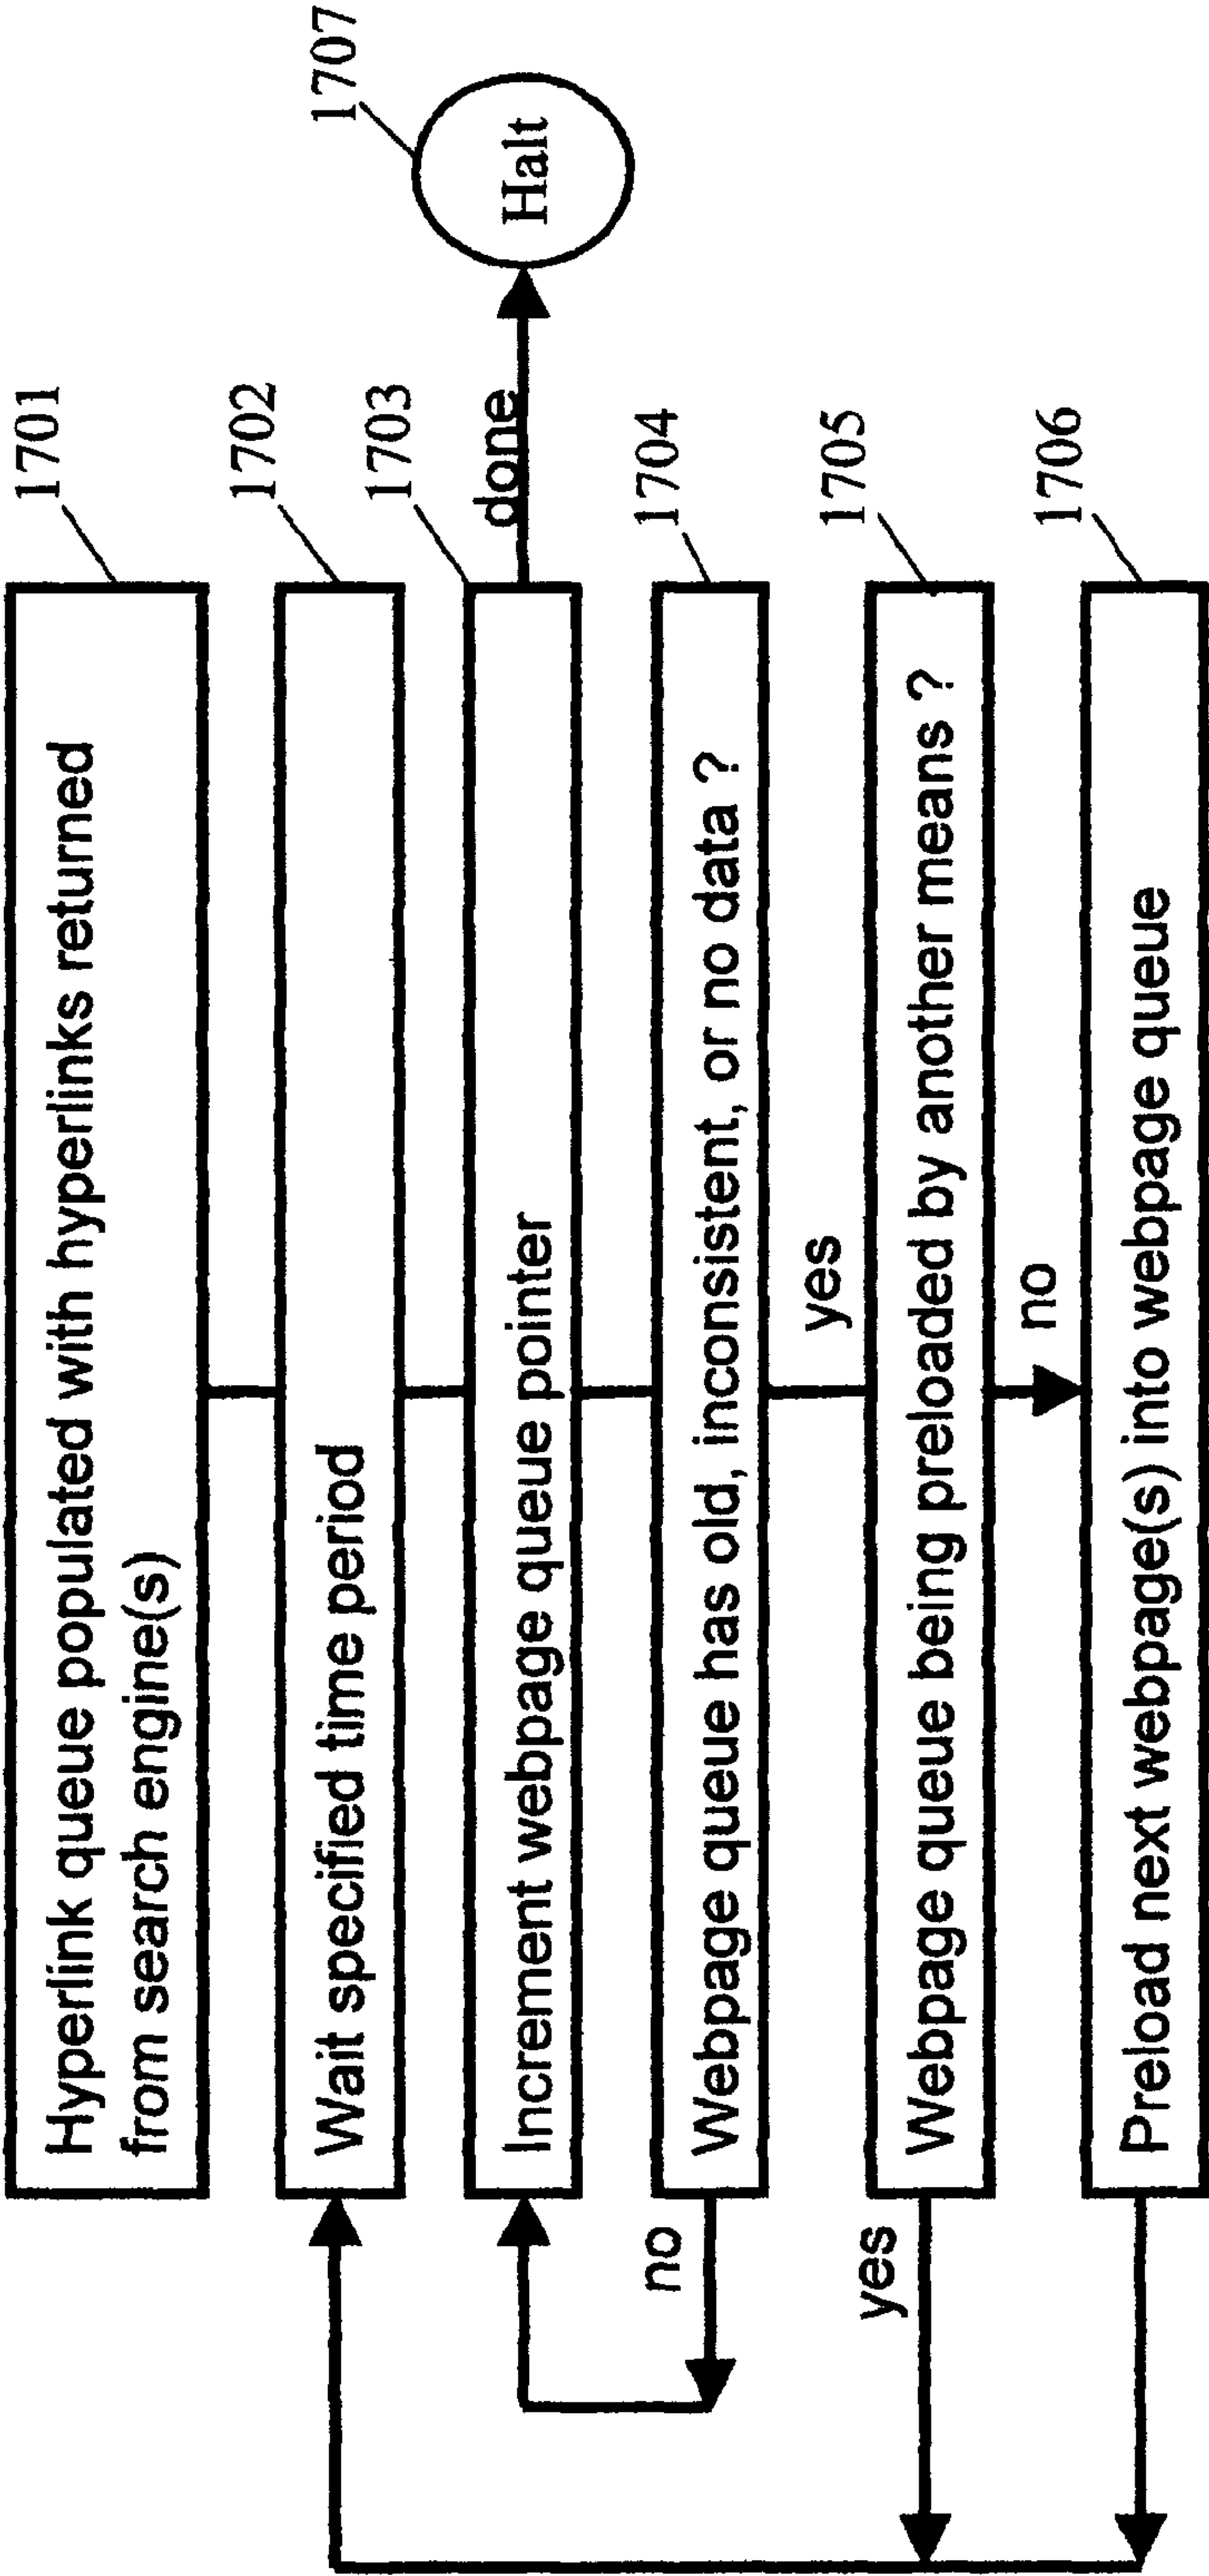 Hyperlink queue populated with hyperlinks returned
from search engine(s)
1701
Wait specified time period
1702
Increment webpage queue pointer
1703
done
Halt
1707
Webpage queue has old, inconsistent, or no data ?
1704
no
yes
Webpage queue being preloaded by another means ?
1705
yes
no
Preload next webpage(s) into webpage queue
1706